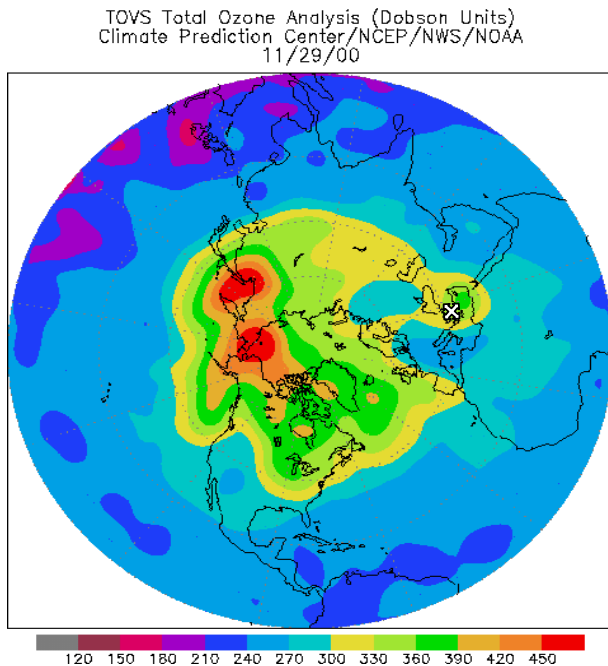 TOVS Total Ozone Analysis (Dobson Units)
Climate Prediction Center/NCEP/NWS/NOAA
11/29/00
120 150 180 210 240 270 300 330 360 390 420 450